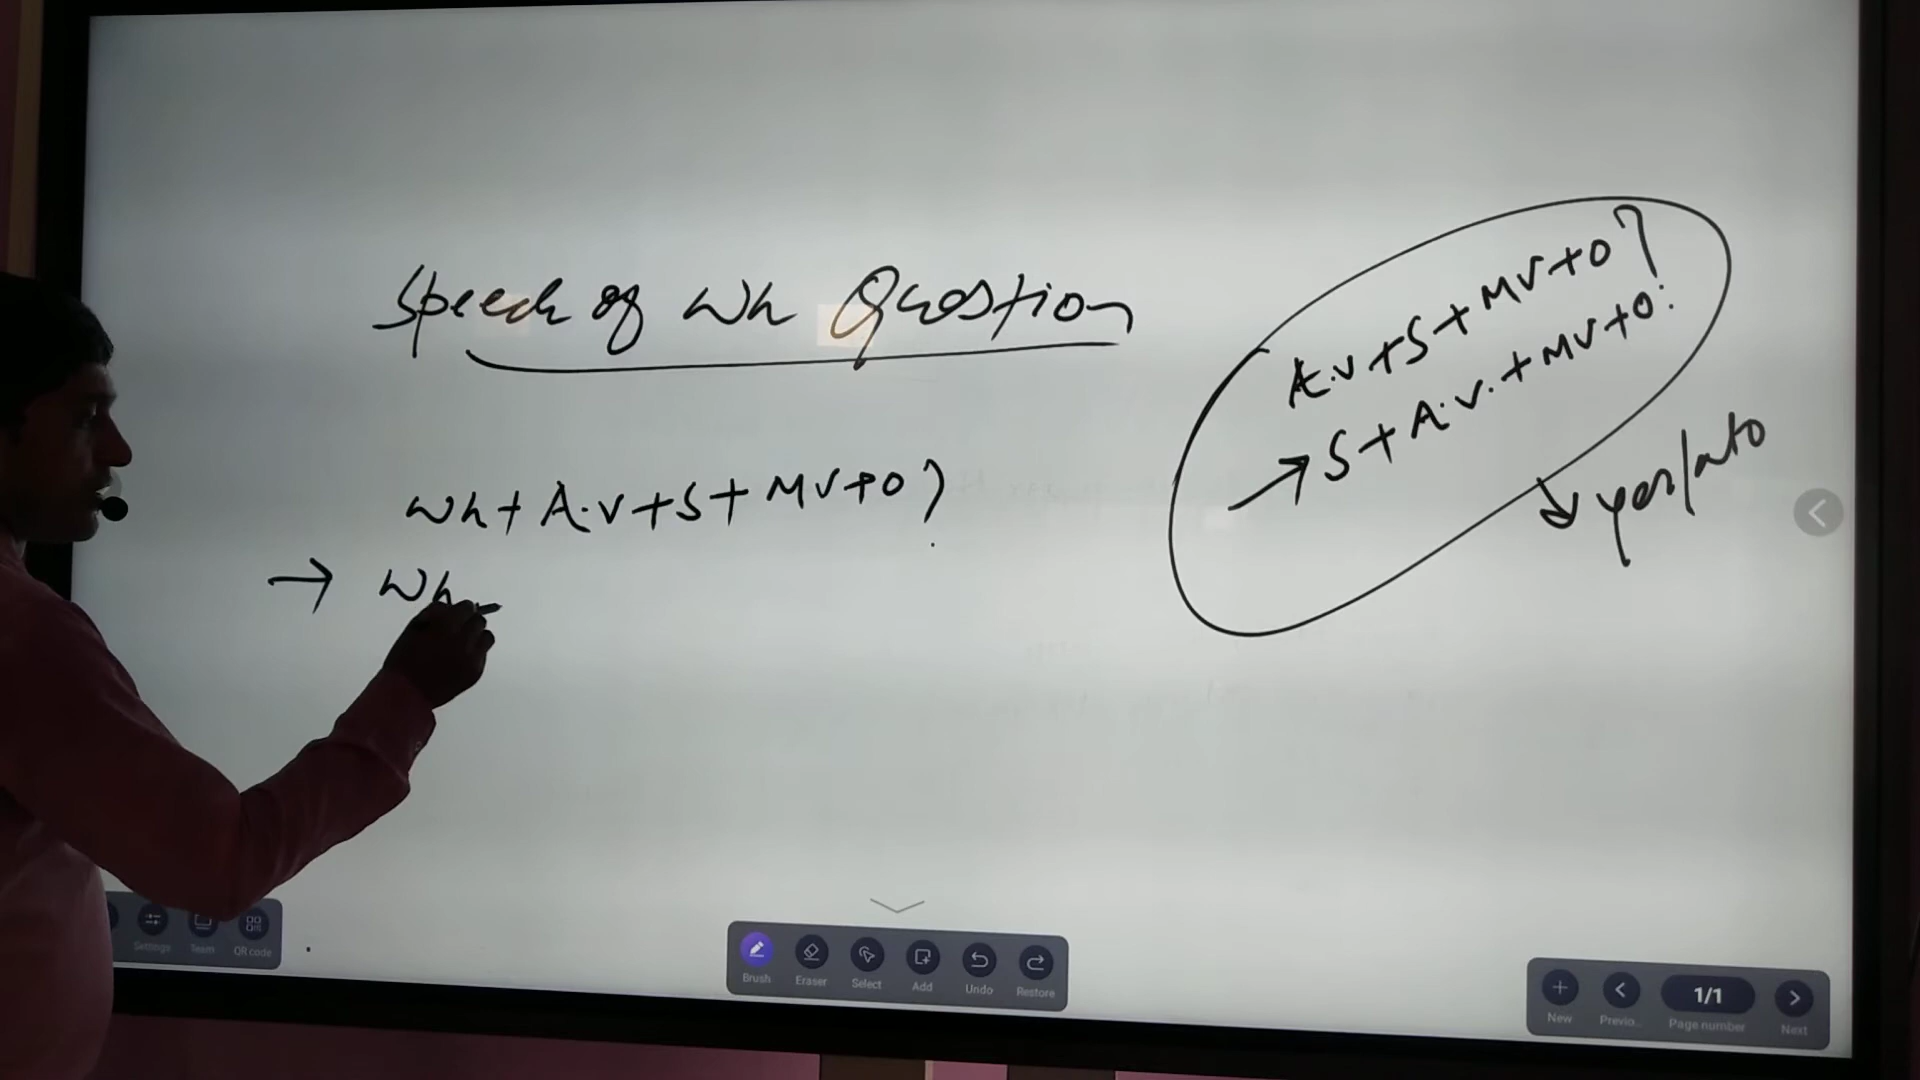 Speech of Wh Question
Wh + A.V + S + MV + O ?
→ Wh
A.V + S + MV + O ?
→ S + A.V. + MV + O.
yes/No
Settings
Team
QR code
Brush
Eraser
Select
Add
Undo
Restore
1/1
New
Previo...
Page number
Next